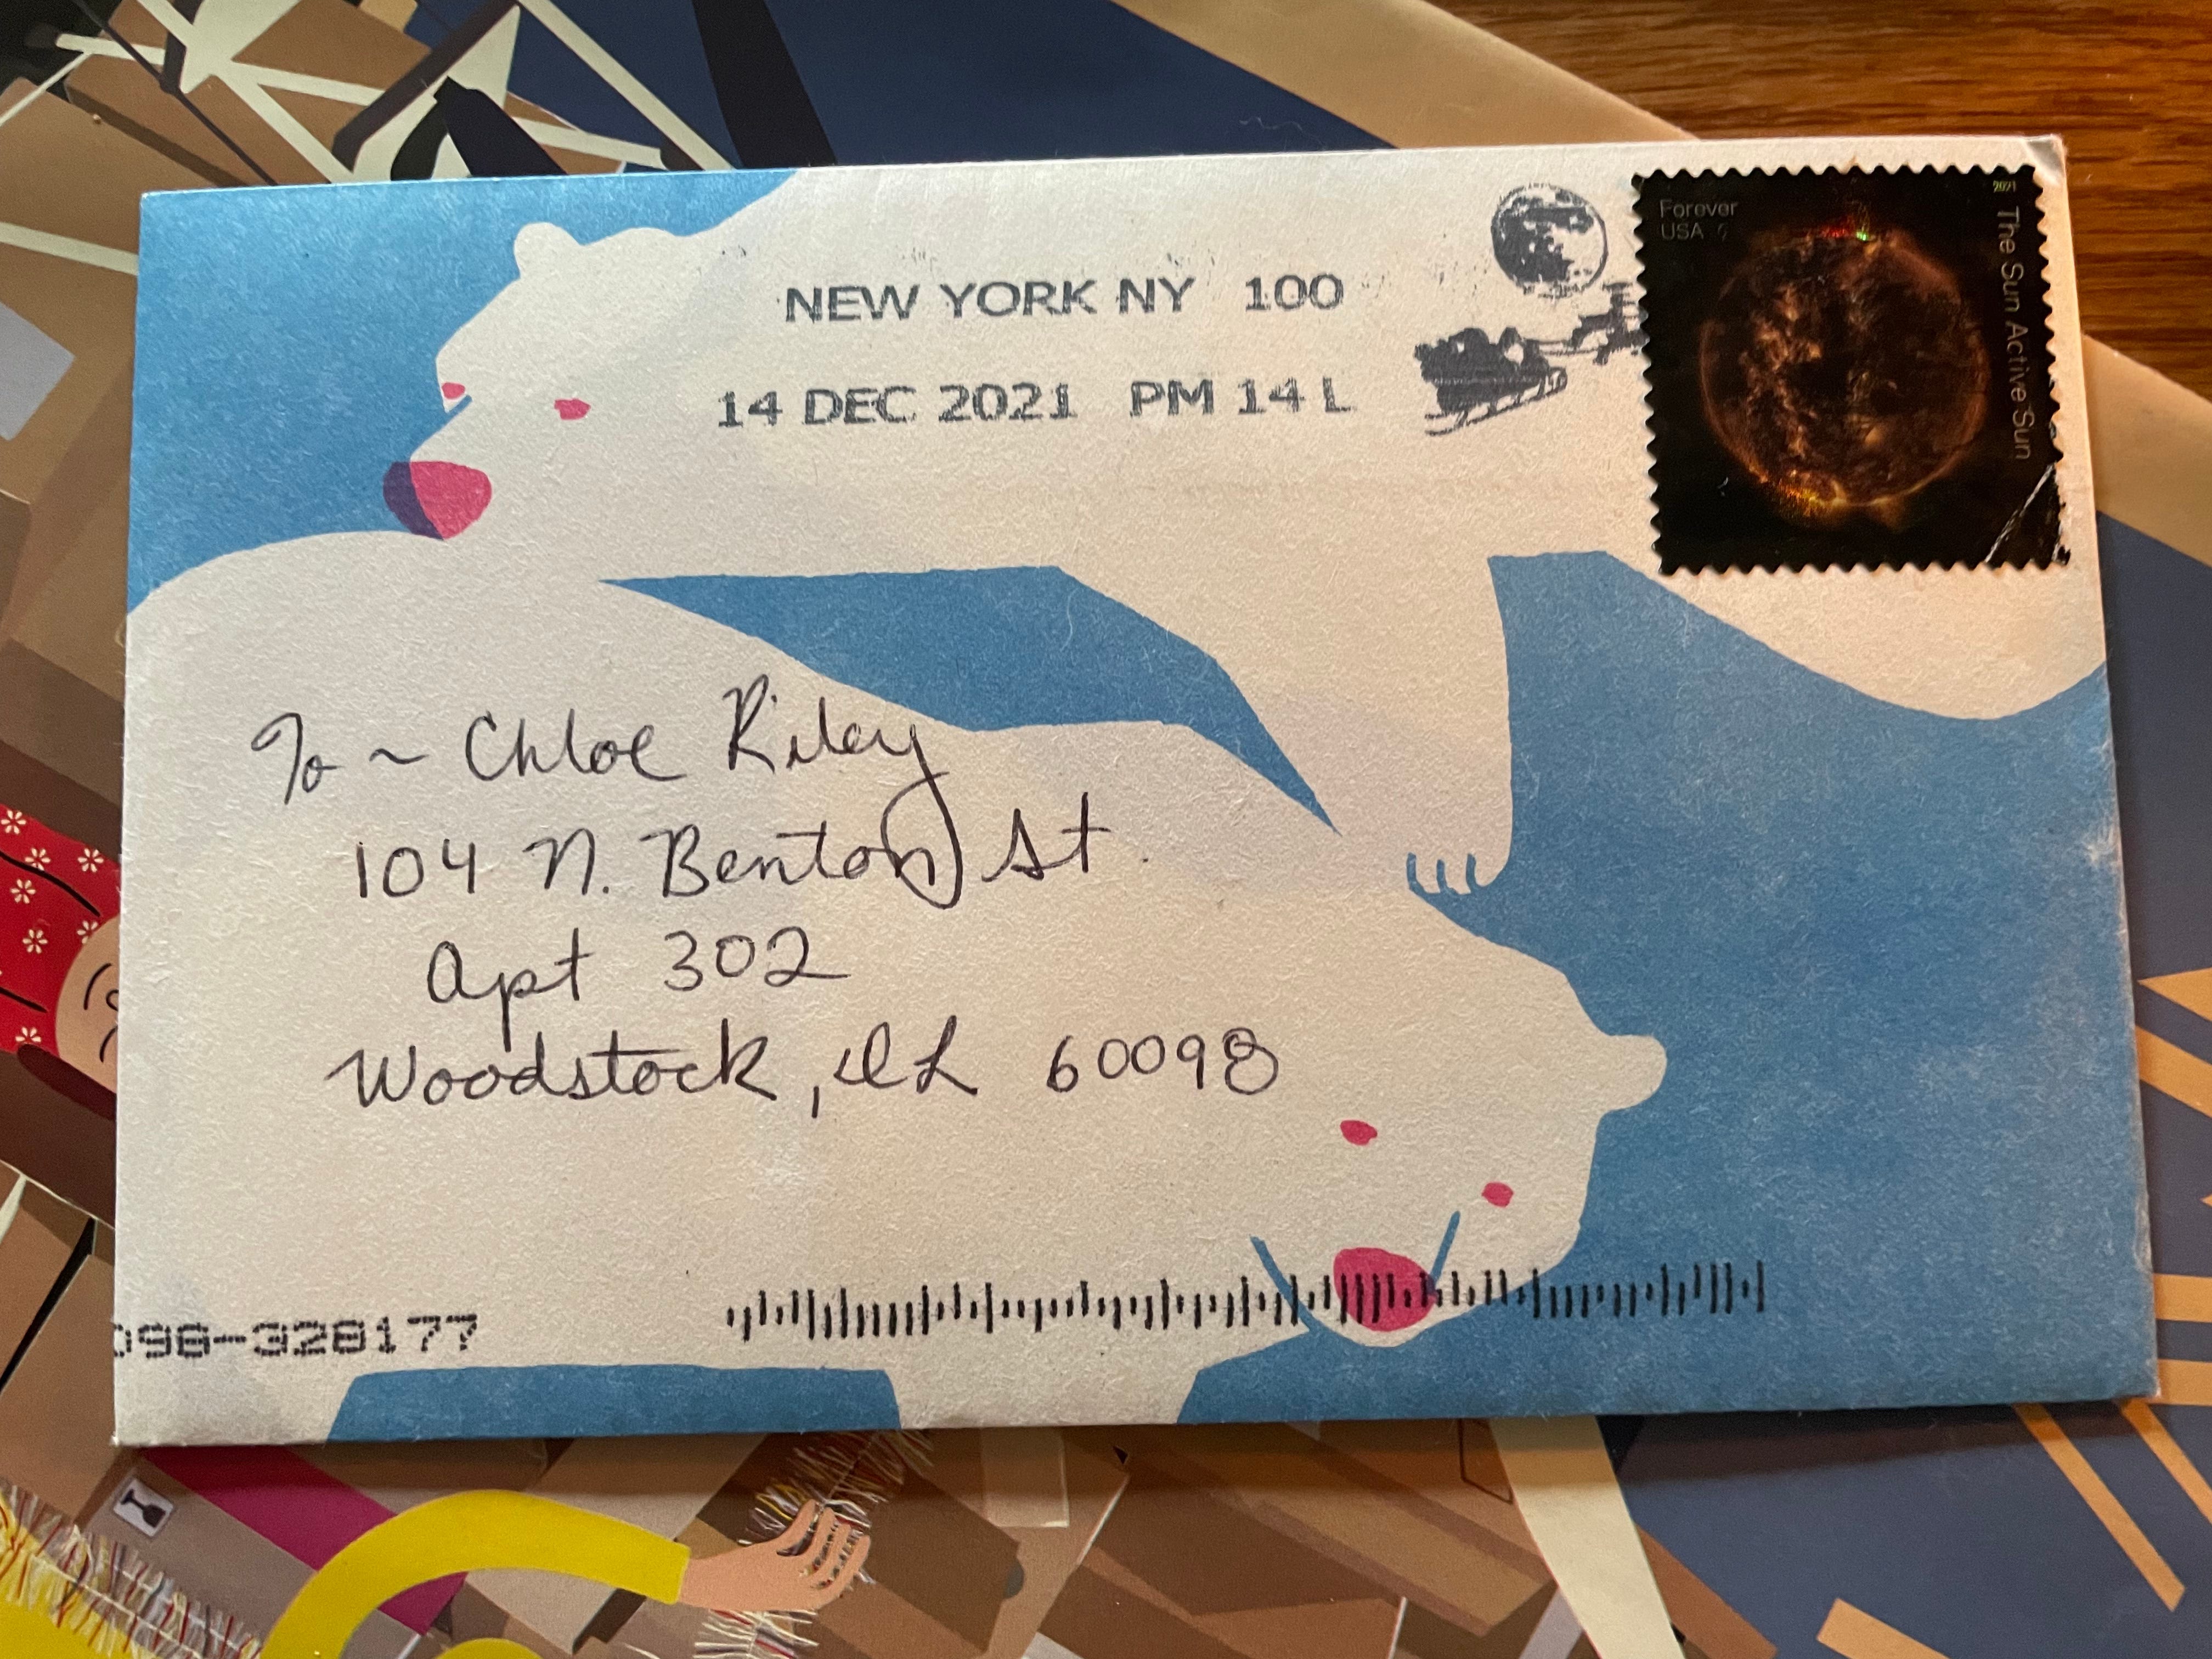 NEW YORK NY 100
14 DEC 2021 PM 14 L
Forever
USA
2021
The Sun Active Sun
To ~ Chloe Riley
104 N. Benton St.
Apt 302
Woodstock, IL 60098
098-328177